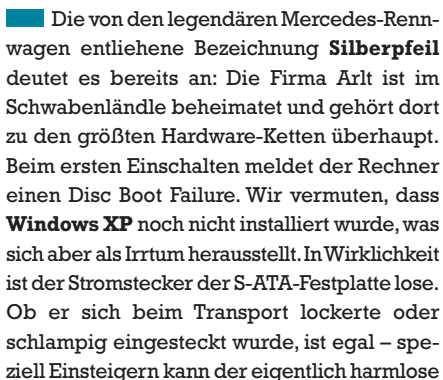 Die von den legendären Mercedes-Renn-
wagen entliehene Bezeichnung Silberpfeil
deutet es bereits an: Die Firma Arlt ist im
Schwabenländle beheimatet und gehört dort
zu den größten Hardware-Ketten überhaupt.
Beim ersten Einschalten meldet der Rechner
einen Disc Boot Failure. Wir vermuten, dass
Windows XP noch nicht installiert wurde, was
sich aber als Irrtum herausstellt. In Wirklichkeit
ist der Stromstecker der S-ATA-Festplatte lose.
Ob er sich beim Transport lockerte oder
schlampig eingesteckt wurde, ist egal – spe-
ziell Einsteigern kann der eigentlich harmlose